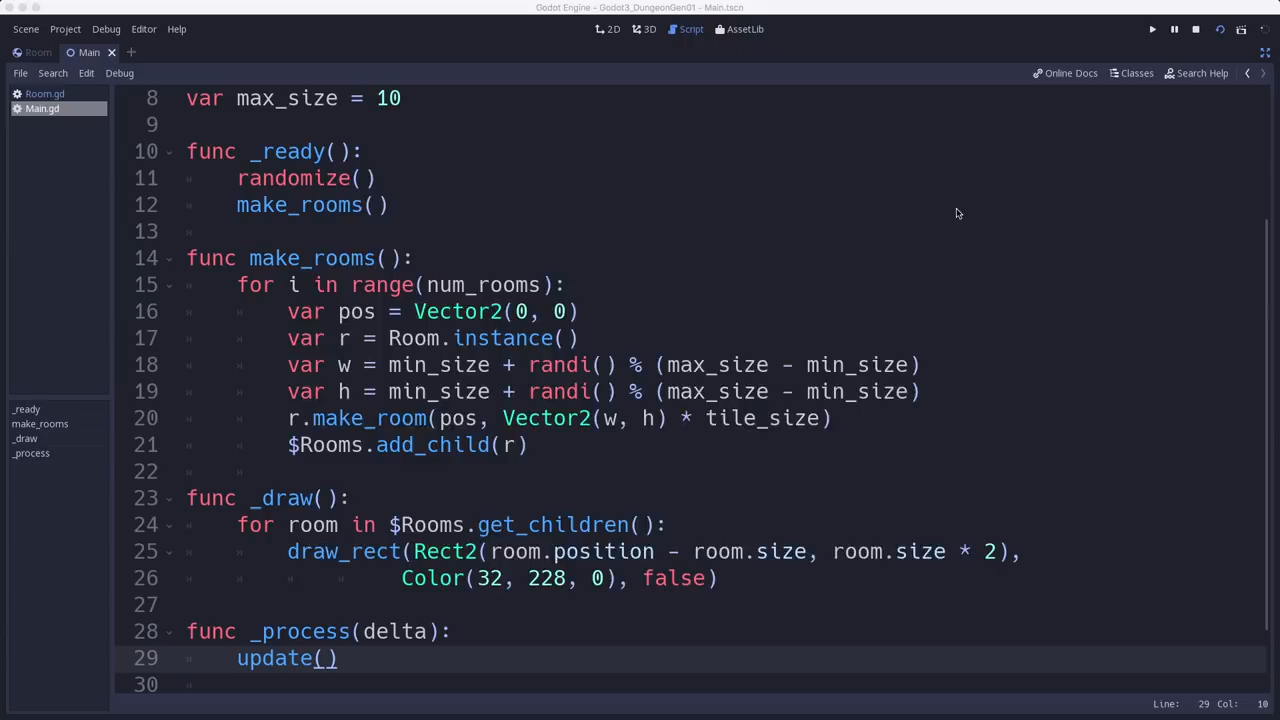 Godot Engine - Godot3_DungeonGen01 - Main.tscn
Scene Project Debug Editor Help 2D 3D Script AssetLib
Room Main
File Search Edit Debug Online Docs Classes Search Help
Room.gd
Main.gd
_ready
make_rooms
_draw
_process
8 var max_size = 10
9
10 func _ready():
11 randomize()
12 make_rooms()
13
14 func make_rooms():
15 for i in range(num_rooms):
16 var pos = Vector2(0, 0)
17 var r = Room.instance()
18 var w = min_size + randi() % (max_size - min_size)
19 var h = min_size + randi() % (max_size - min_size)
20 r.make_room(pos, Vector2(w, h) * tile_size)
21 $Rooms.add_child(r)
22
23 func _draw():
24 for room in $Rooms.get_children():
25 draw_rect(Rect2(room.position - room.size, room.size * 2),
26 Color(32, 228, 0), false)
27
28 func _process(delta):
29 update()
30
Line: 29 Col: 10